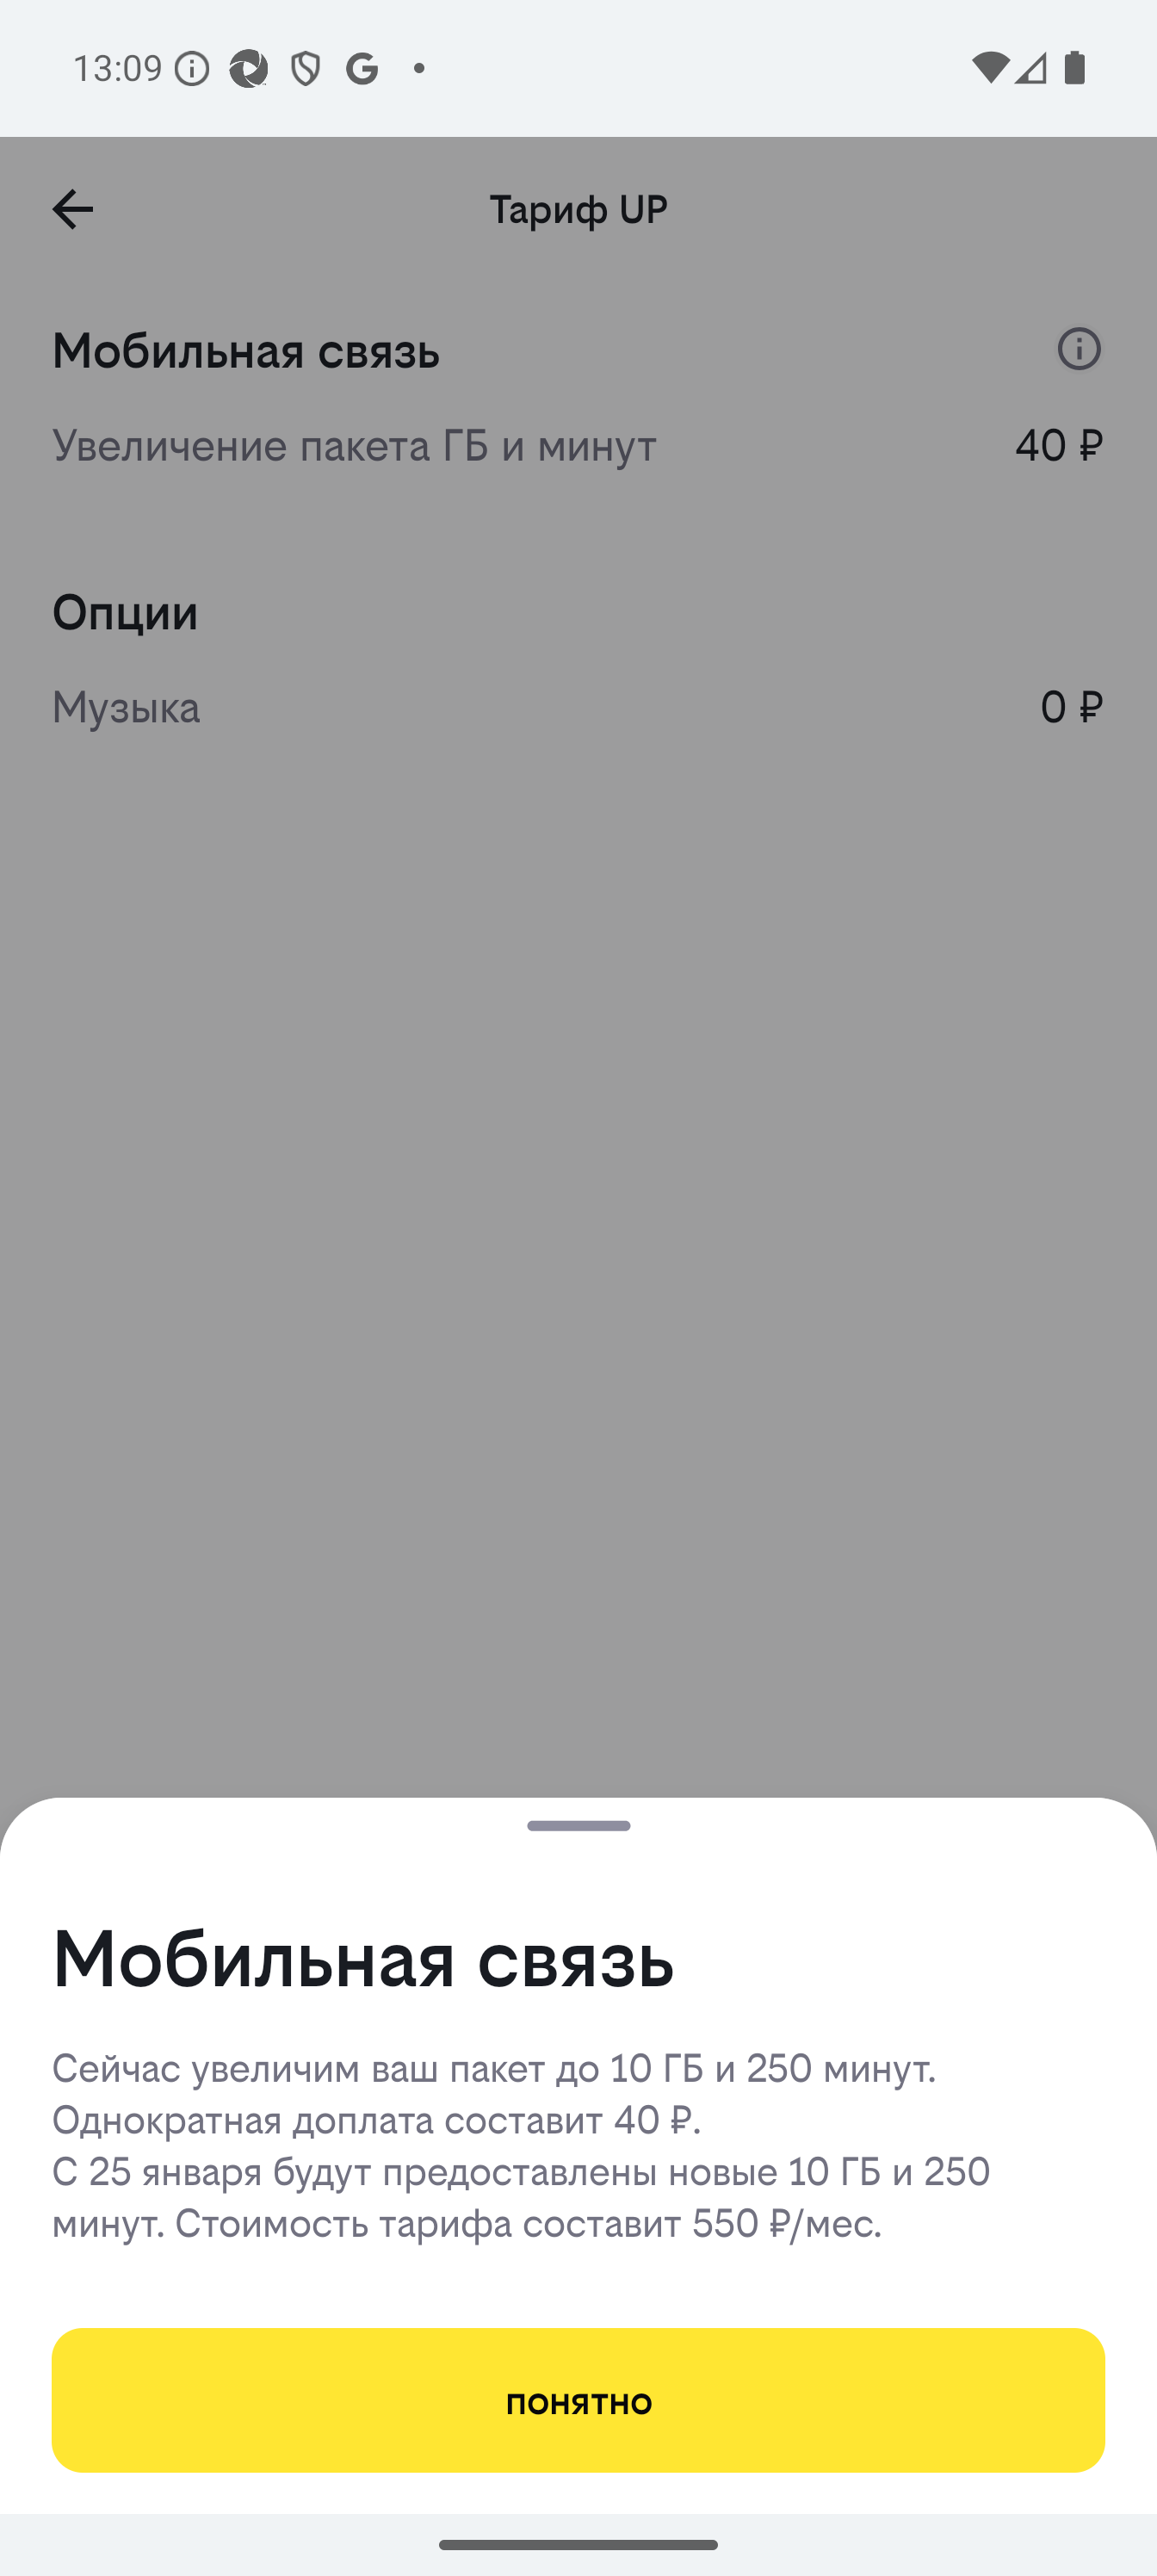 13:09
Тариф UP
Мобильная связь
Увеличение пакета ГБ и минут 40 ₽
Опции
Музыка 0 ₽
Мобильная связь
Сейчас увеличим ваш пакет до 10 ГБ и 250 минут.
Однократная доплата составит 40 ₽.
С 25 января будут предоставлены новые 10 ГБ и 250
минут. Стоимость тарифа составит 550 ₽/мес.
понятно